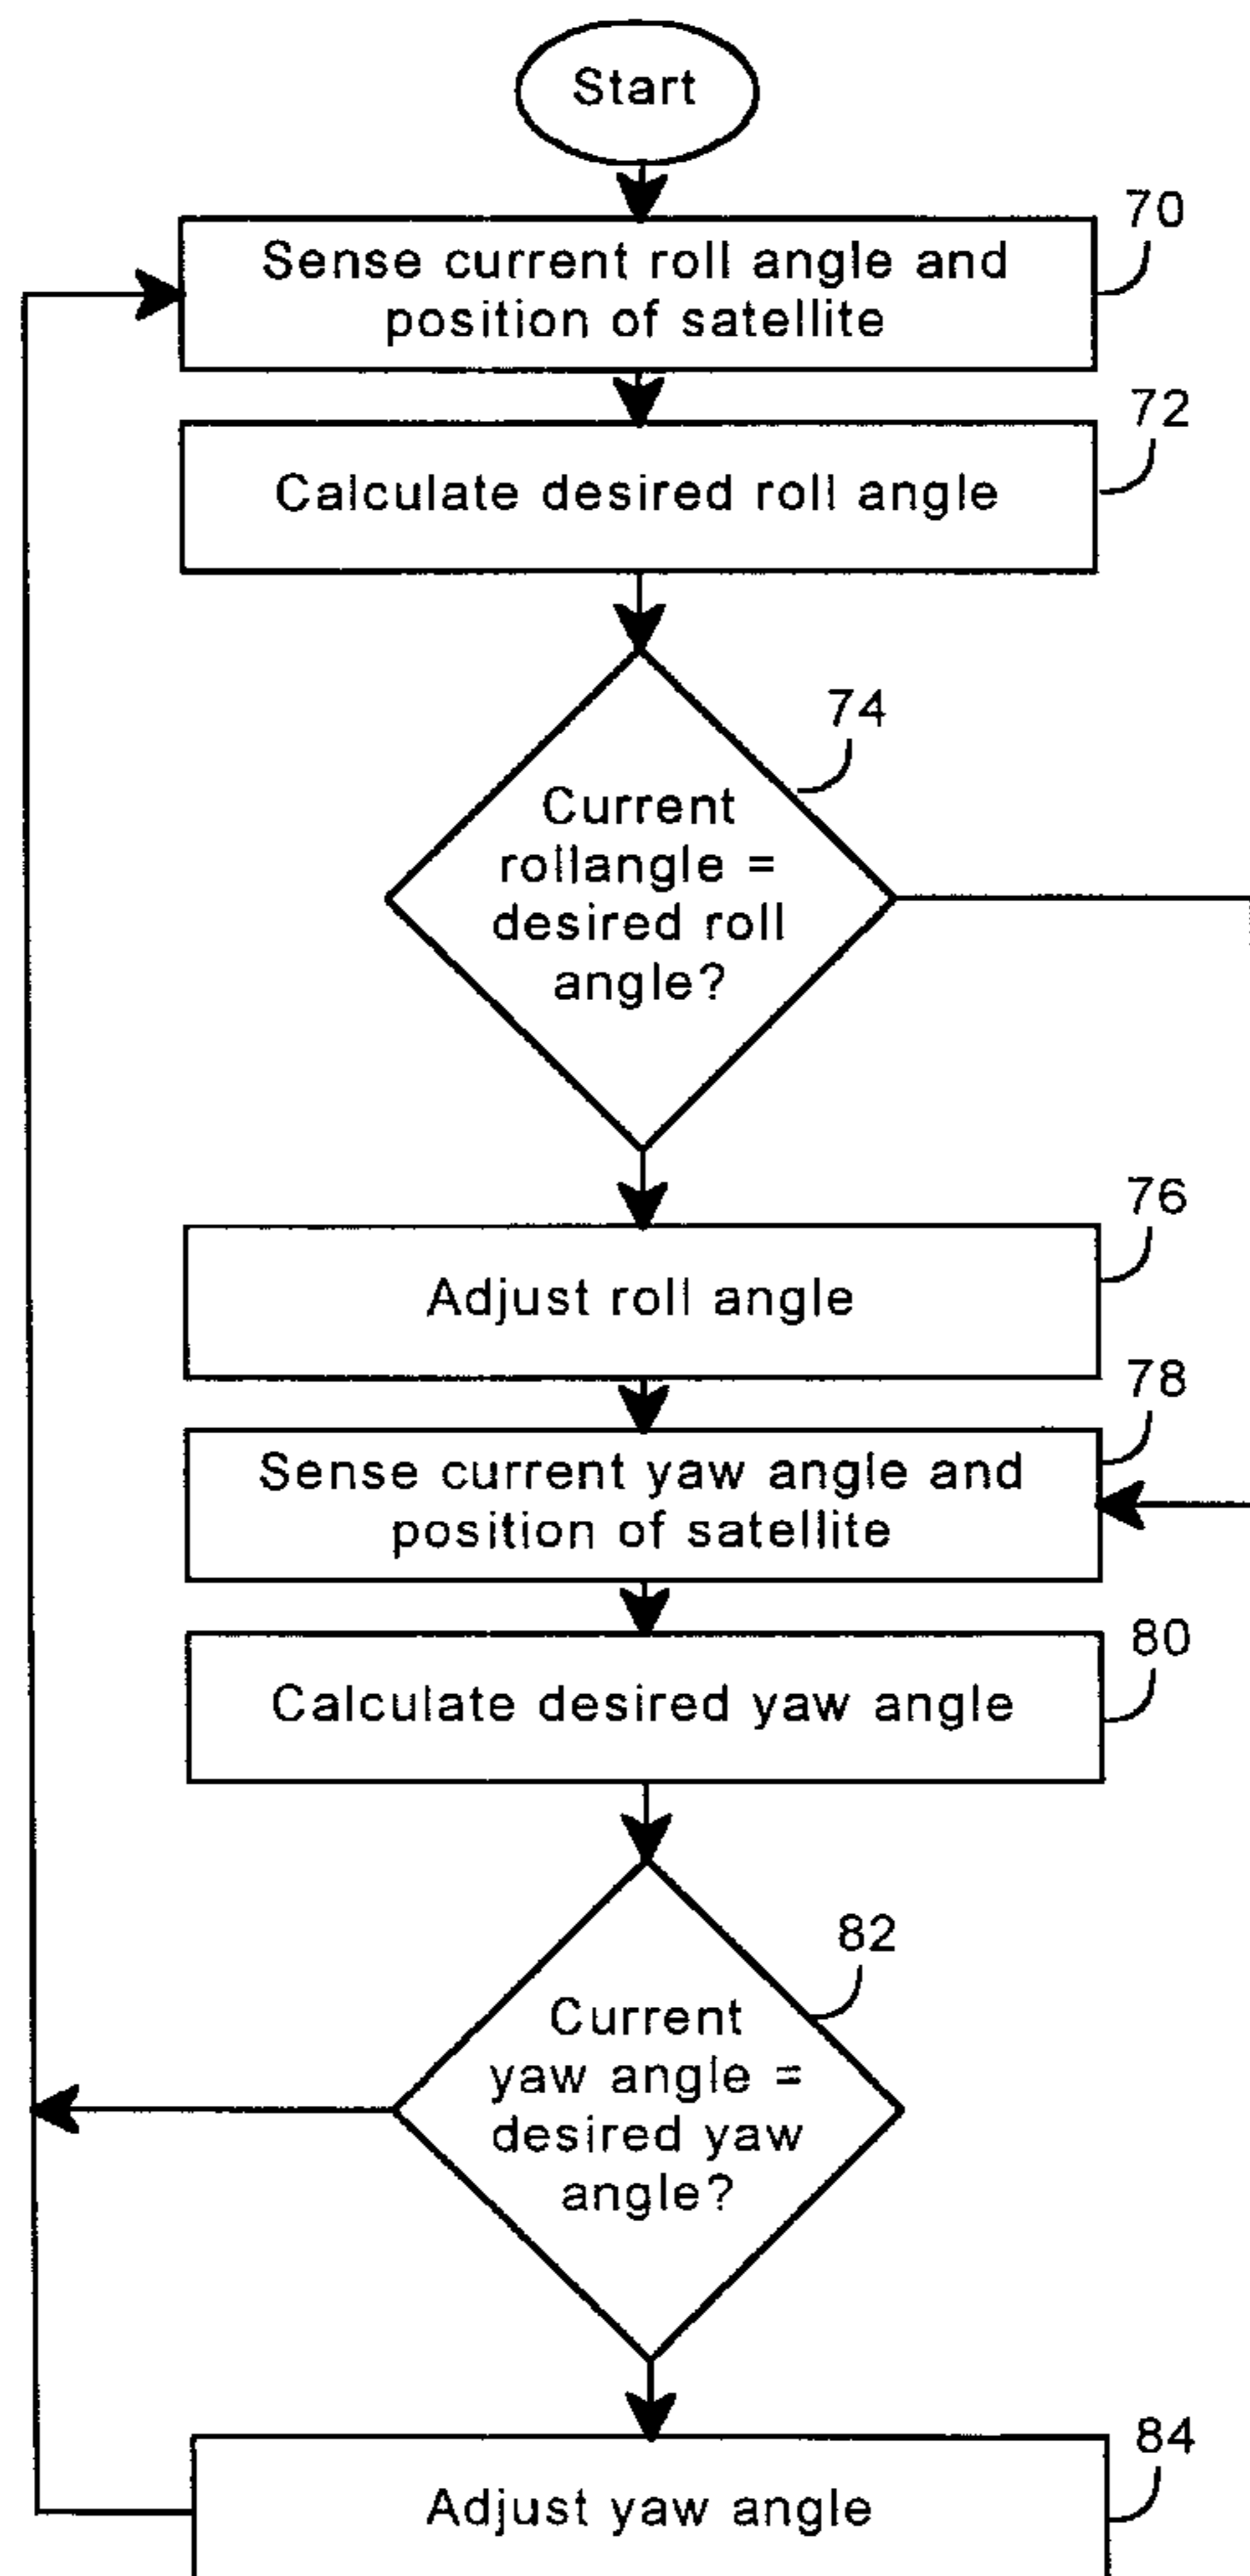 Start
70
Sense current roll angle and
position of satellite
72
Calculate desired roll angle
74
Current
rollangle =
desired roll
angle?
76
Adjust roll angle
78
Sense current yaw angle and
position of satellite
80
Calculate desired yaw angle
82
Current
yaw angle =
desired yaw
angle?
84
Adjust yaw angle